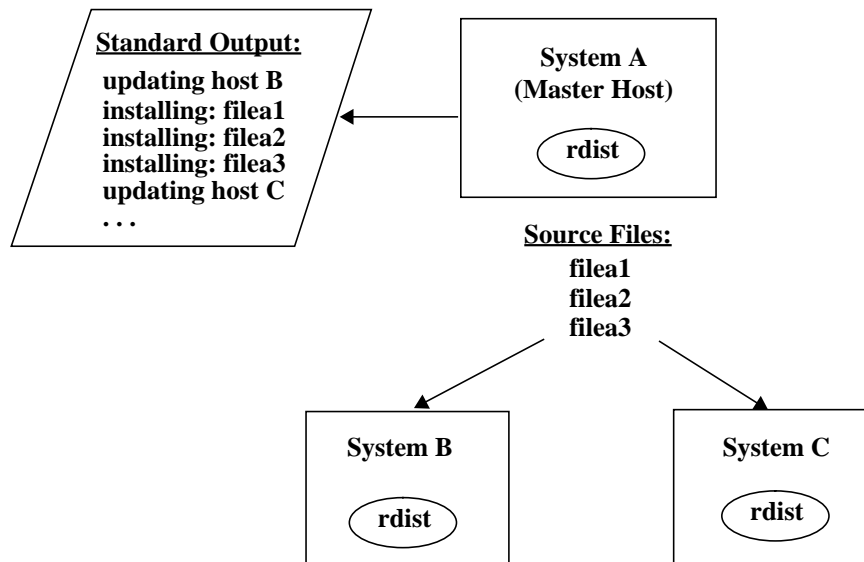 Standard Output:
updating host B
installing: filea1
installing: filea2
installing: filea3
updating host C
. . .
System A
(Master Host)
rdist
Source Files:
filea1
filea2
filea3
System B
rdist
System C
rdist